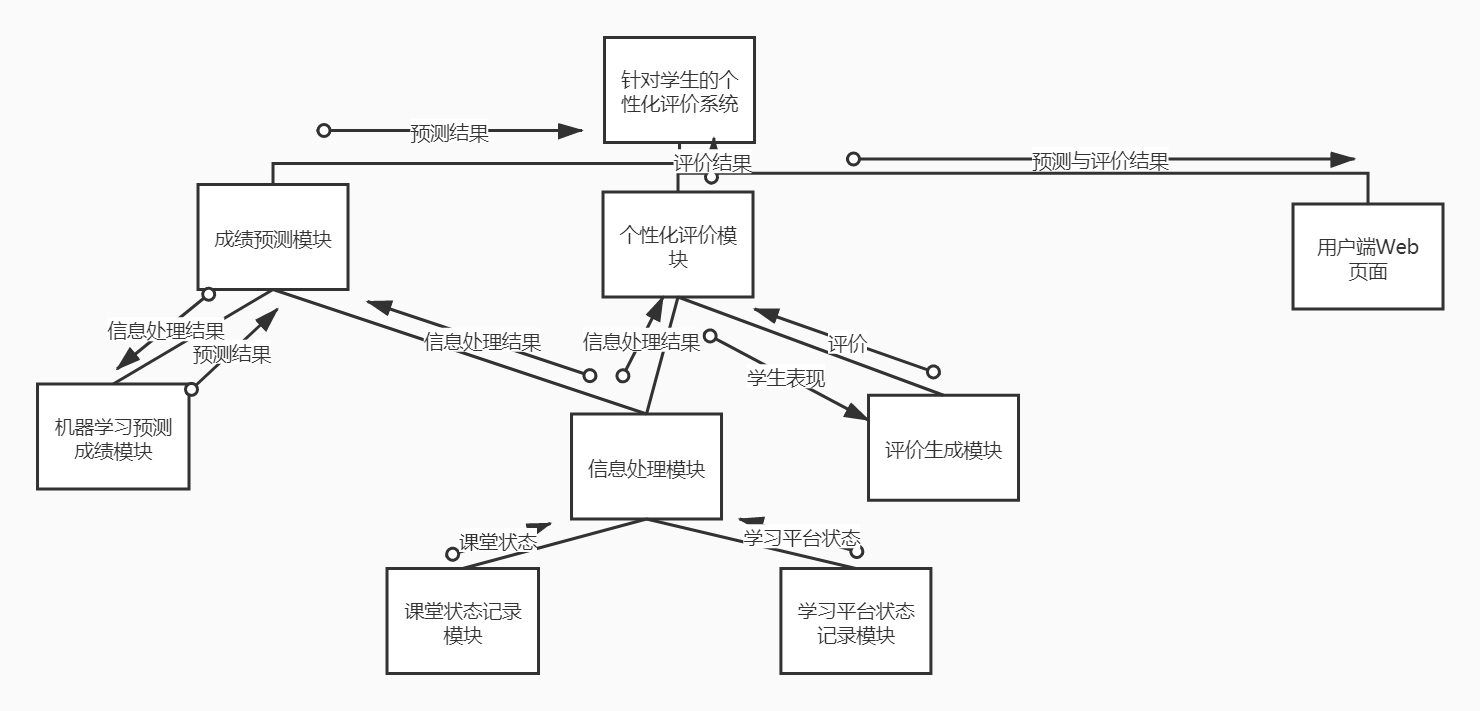 针对学生的个
性化评价系统
预测结果
评价结果
预测与评价结果
成绩预测模块
个性化评价模
块
用户端Web
页面
信息处理结果
预测结果
信息处理结果
信息处理结果
评价
学生表现
机器学习预测
成绩模块
信息处理模块
评价生成模块
课堂状态
学习平台状态
课堂状态记录
模块
学习平台状态
记录模块